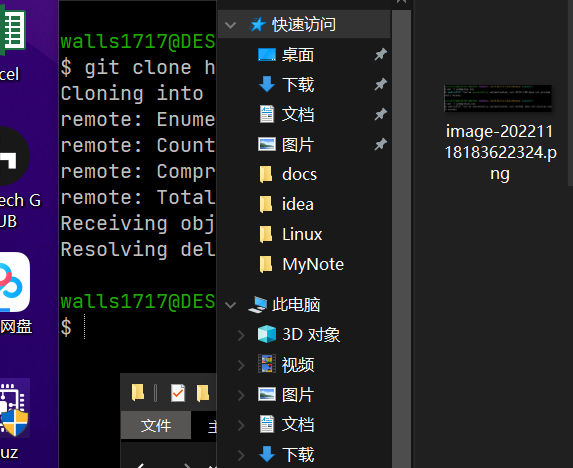 cel
ech G
UB
网盘
uz
walls1717@DES
$ git clone h
Cloning into
remote: Enume
remote: Count
remote: Compr
remote: Total
Receiving obj
Resolving del
walls1717@DES
$
文件
快速访问
桌面
下载
文档
图片
docs
idea
Linux
MyNote
此电脑
3D 对象
视频
图片
文档
下载
image-202211
18183622324.p
ng